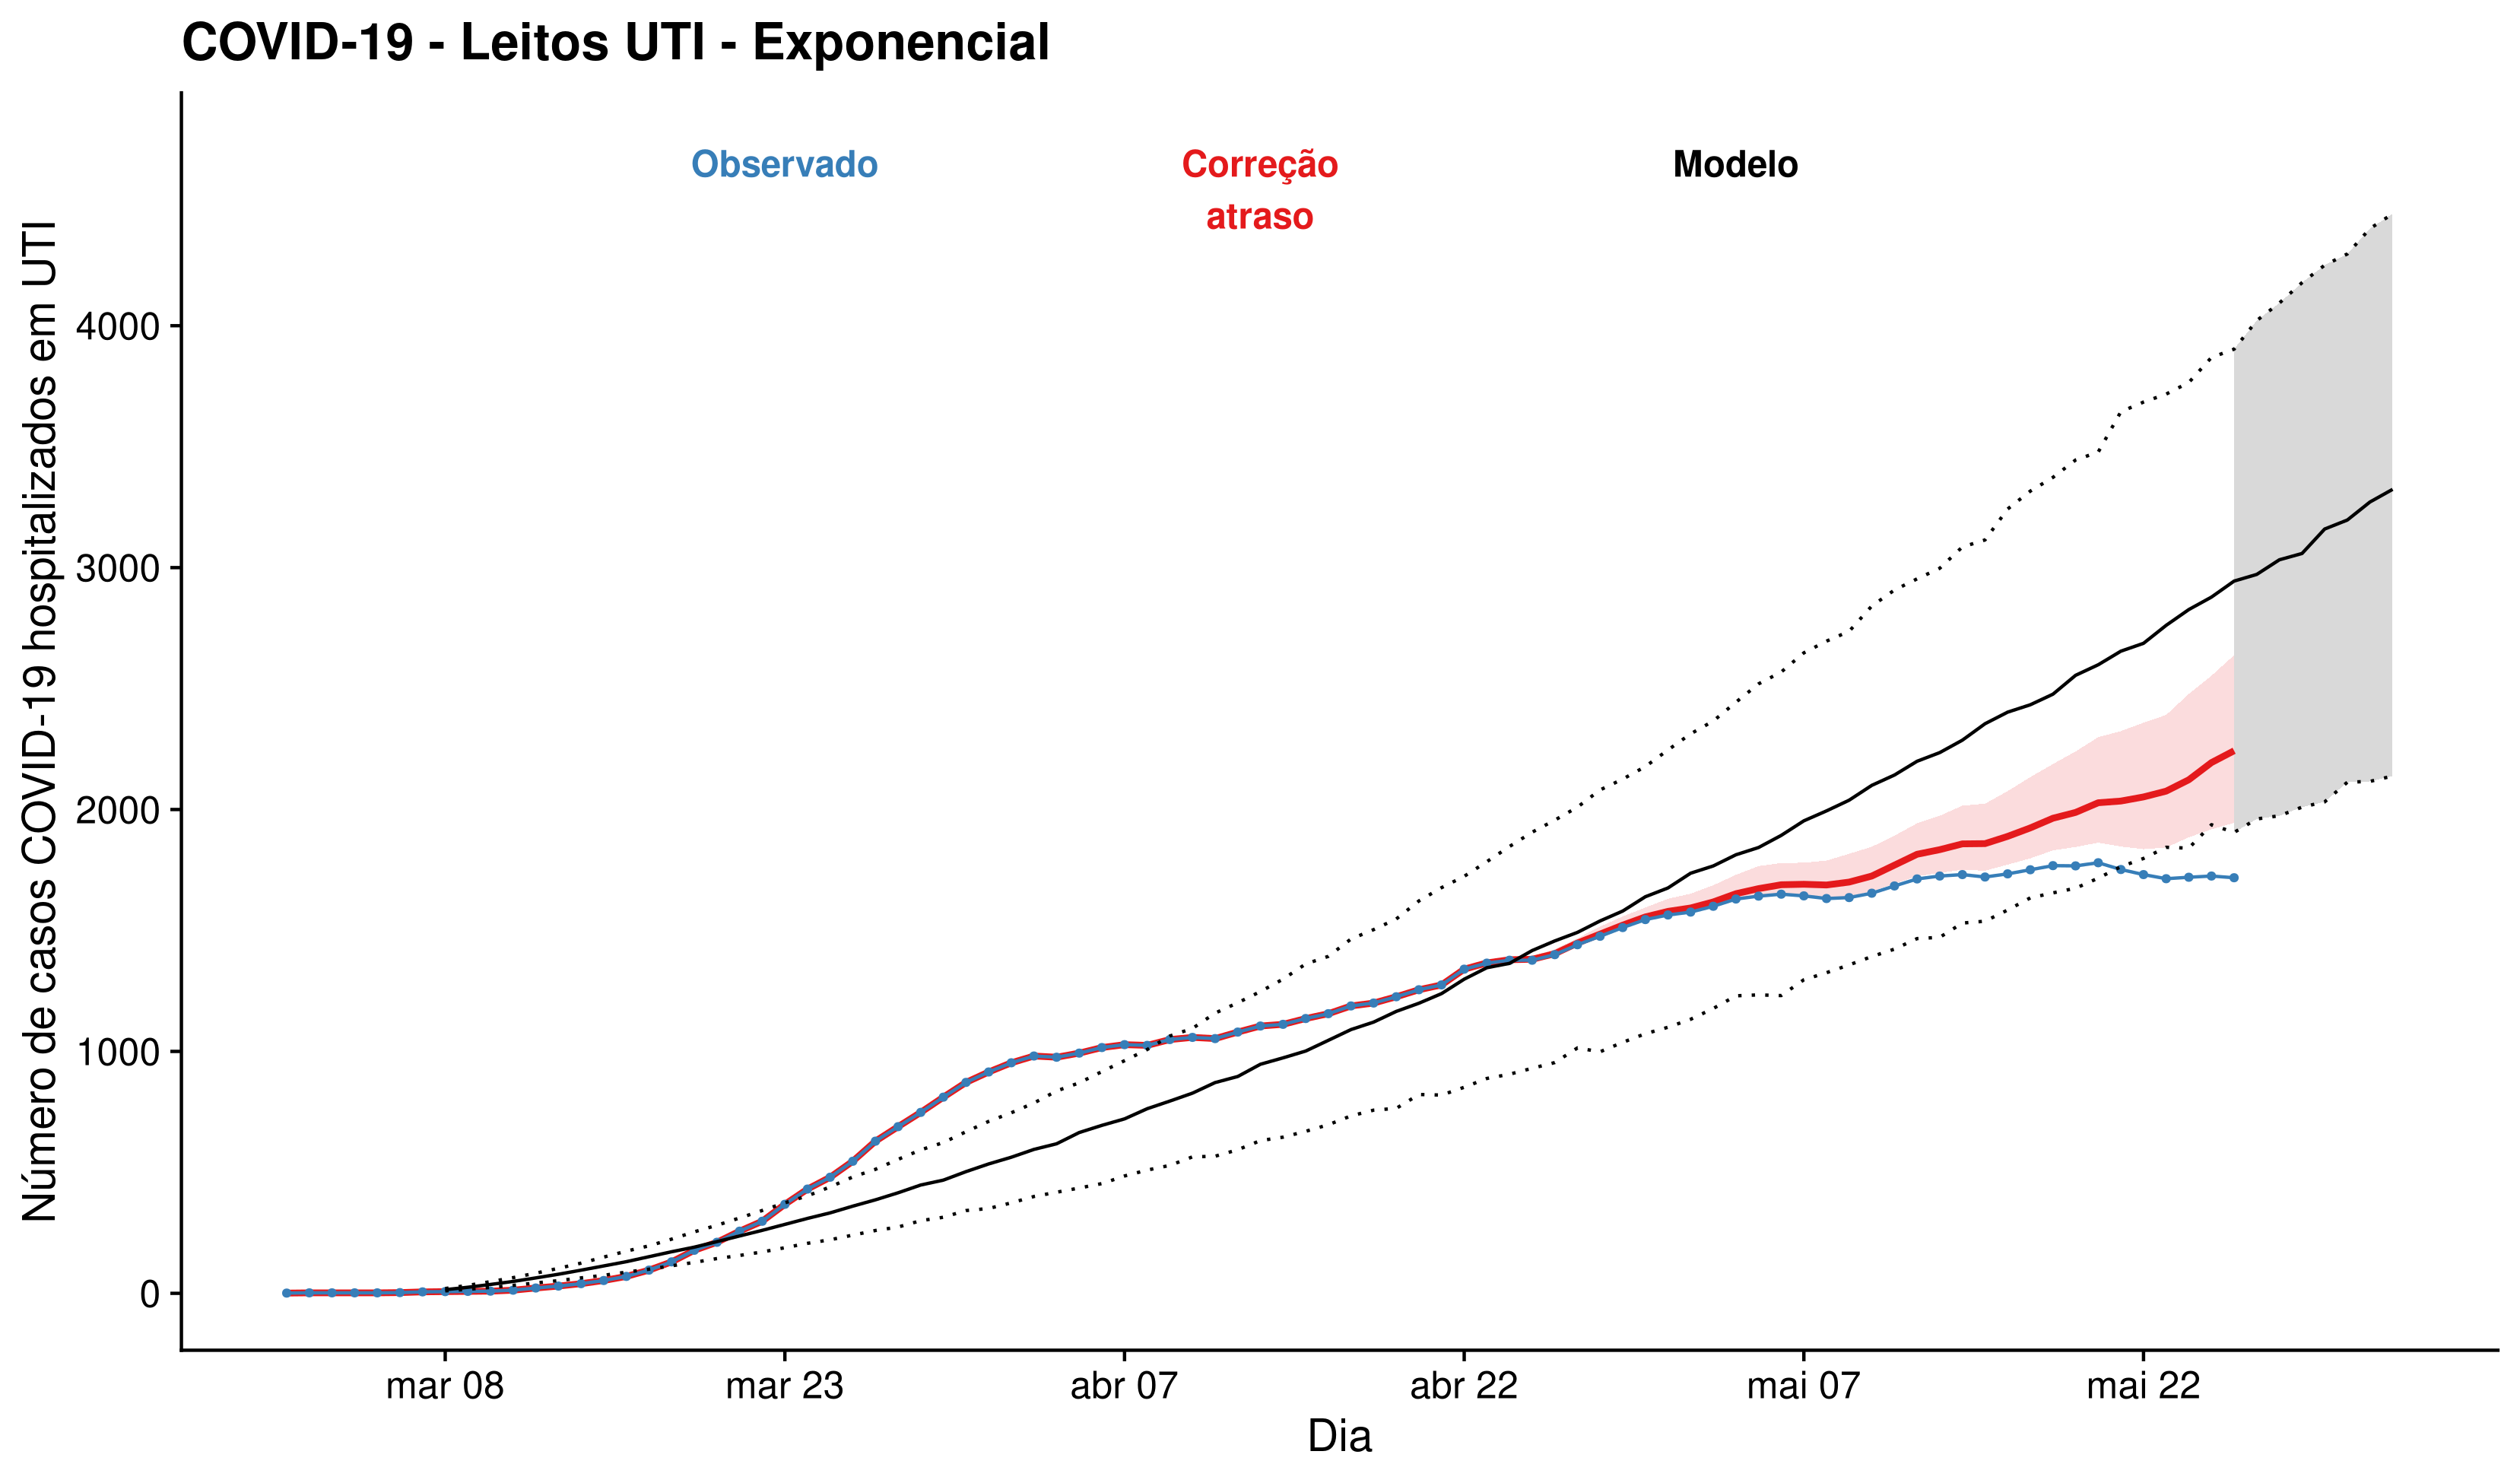 COVID-19 - Leitos UTI - Exponencial
Observado
Correção
atraso
Modelo
Número de casos COVID-19 hospitalizados em UTI
4000
3000
2000
1000
0
mar 08
mar 23
abr 07
abr 22
mai 07
mai 22
Dia